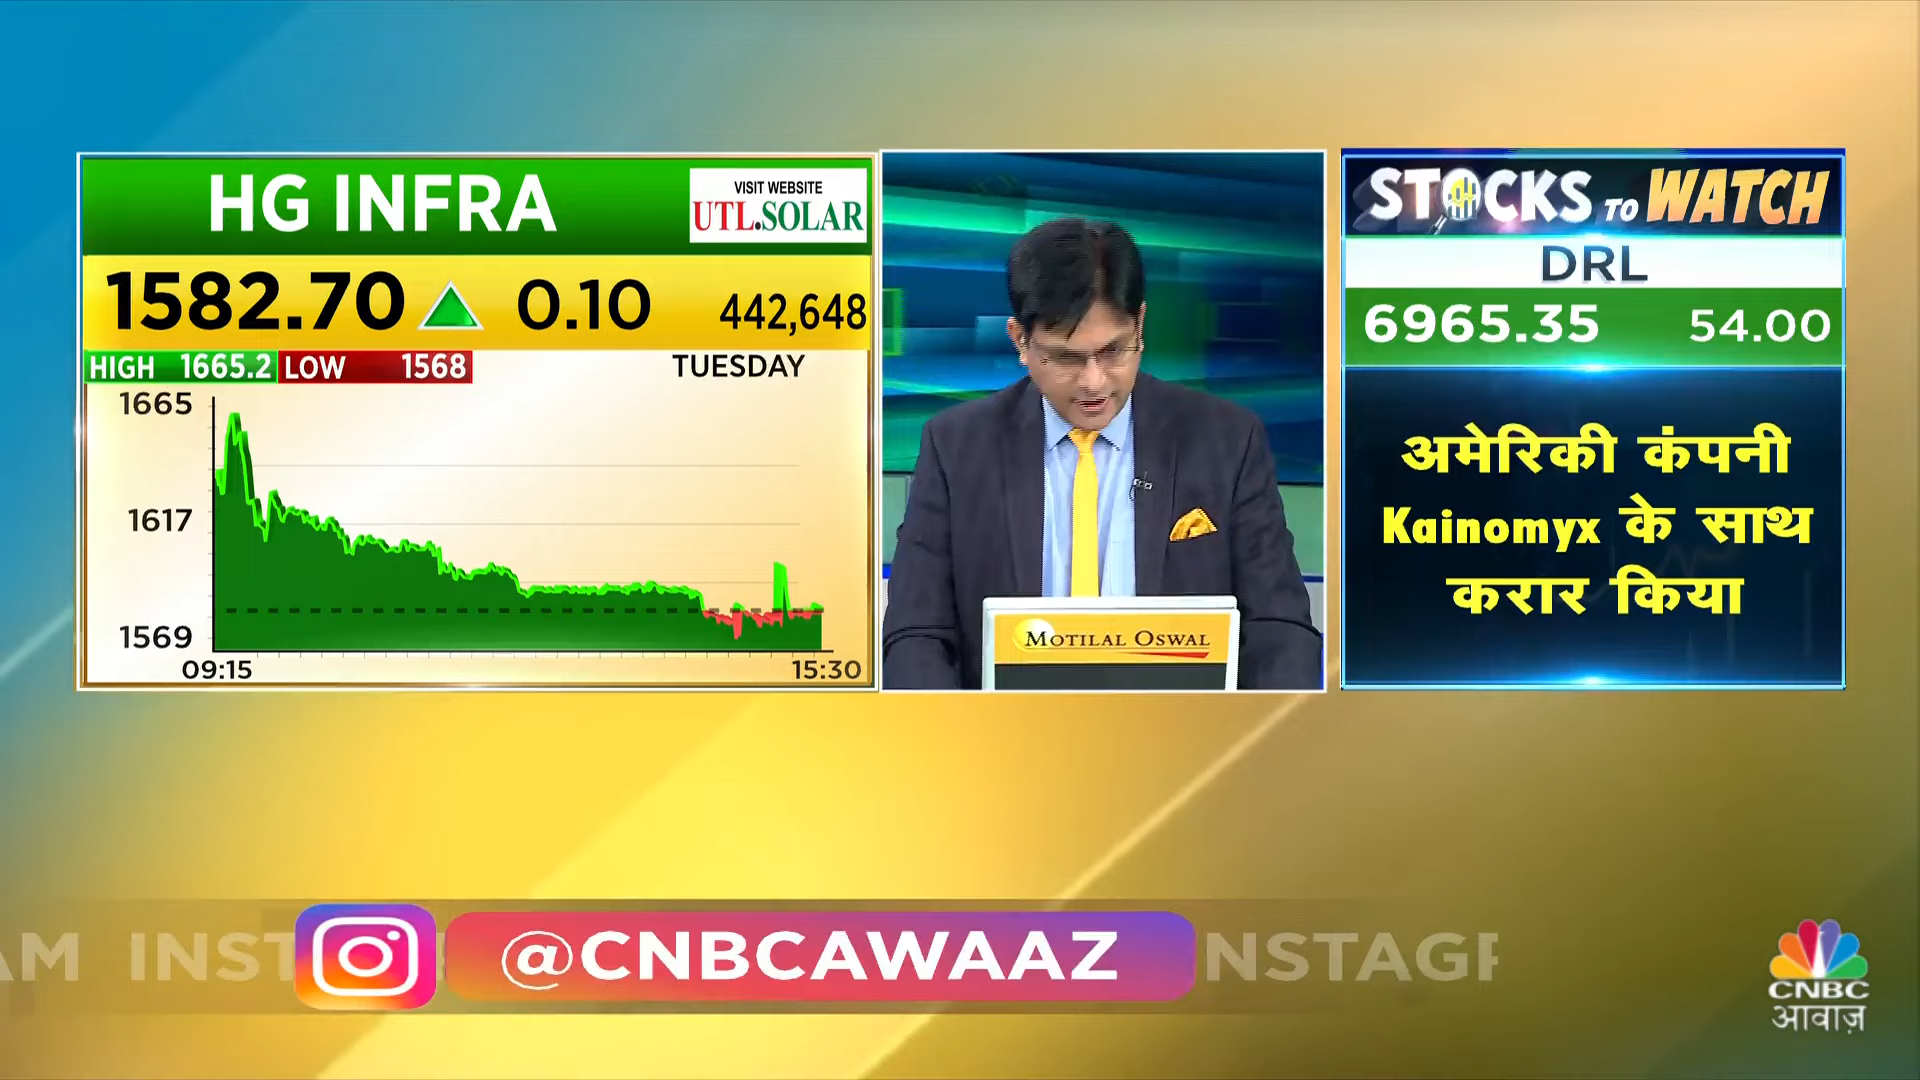 HG INFRA
VISIT WEBSITE
UTL.SOLAR
1582.70 0.10 442,648
HIGH 1665.2 LOW 1568 TUESDAY
1665
1617
1569
09:15 15:30
MOTILAL OSWAL
STOCKS TO WATCH
DRL
6965.35 54.00
अमेरिकी कंपनी
Kainomyx के साथ
करार किया
AM INST @CNBCAWAAZ NSTAGR
CNBC
आवाज़